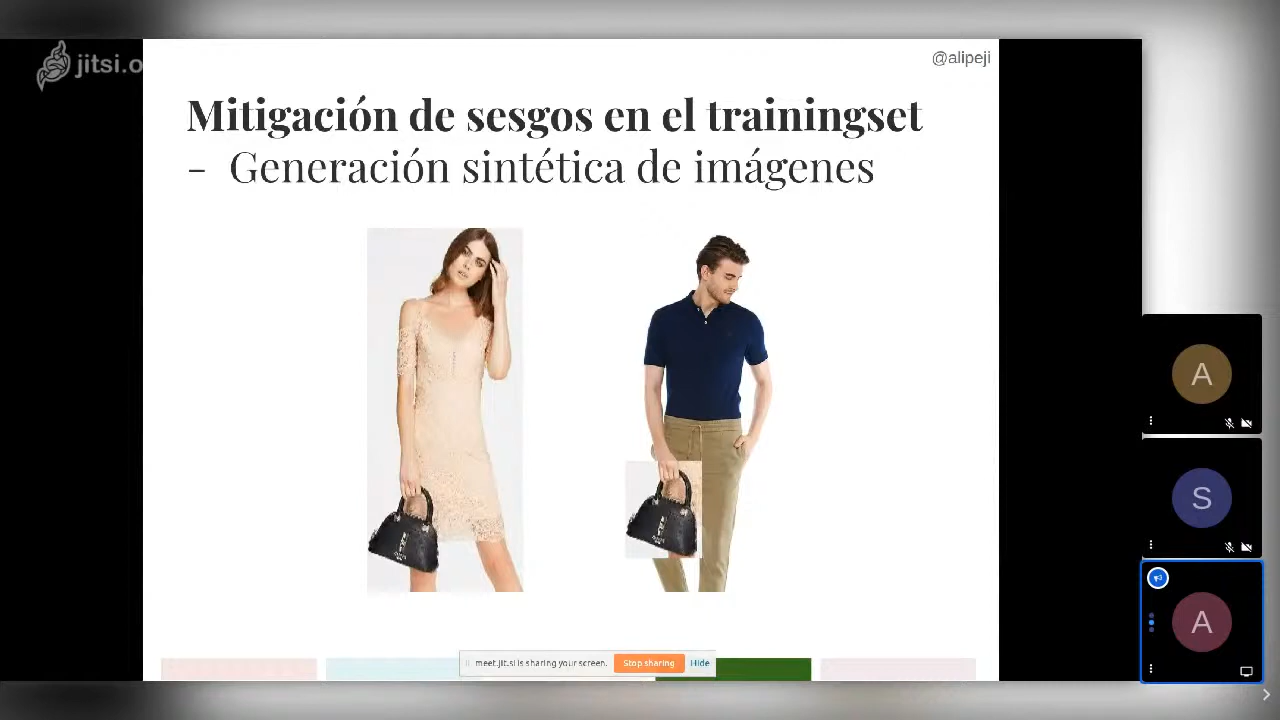 jitsi.o
@alipeji
Mitigación de sesgos en el trainingset
- Generación sintética de imágenes
A
S
A
meet.jit.si is sharing your screen. Stop sharing Hide